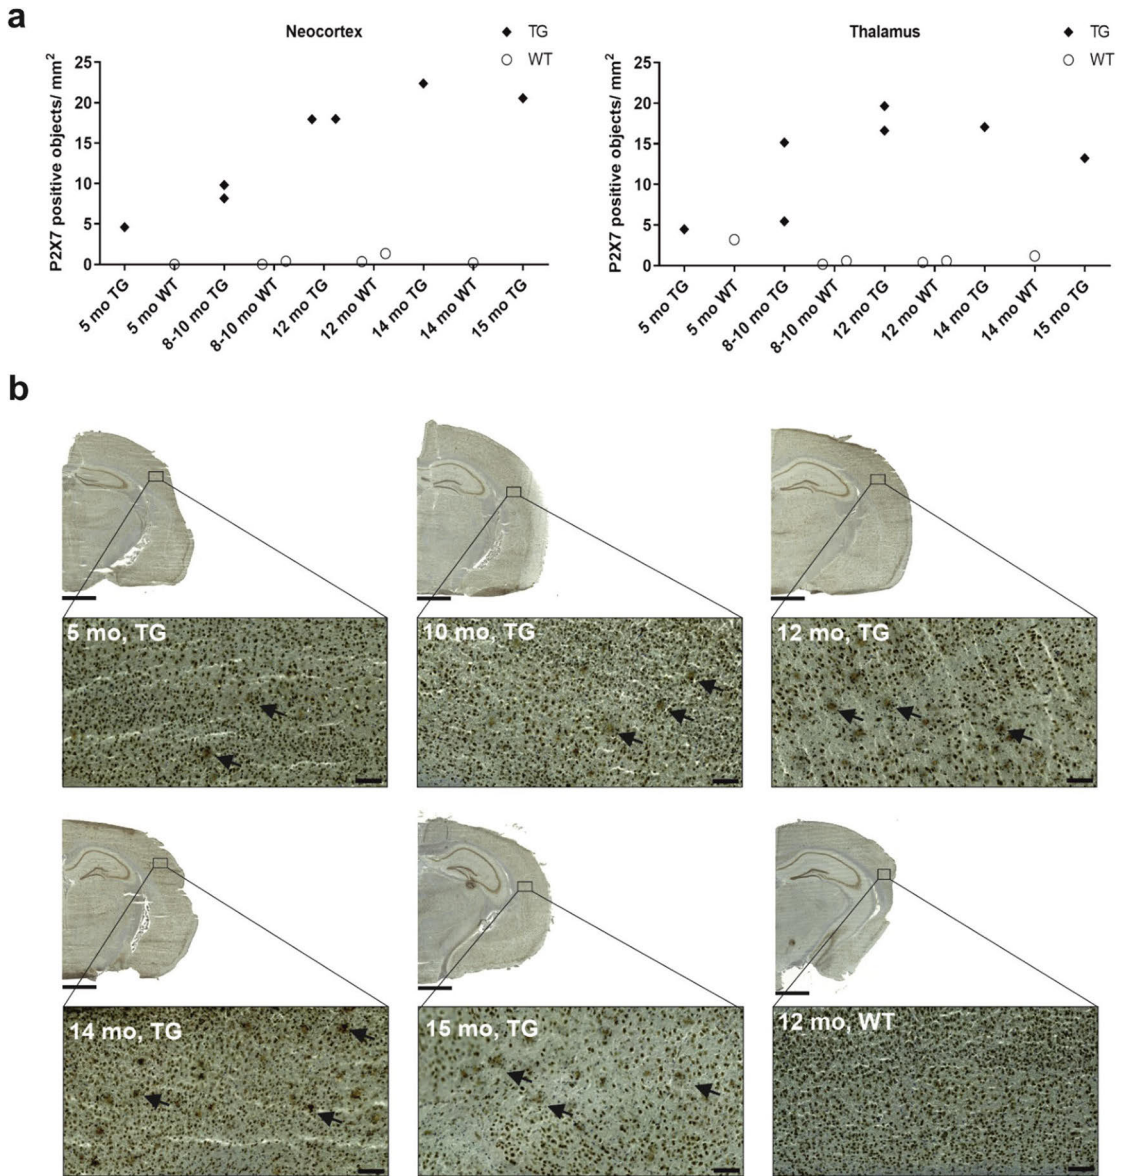 a
Neocortex
TG
WT
P2X7 positive objects/ mm²
25
20
15
10
5
0
5 mo TG
5 mo WT
8-10 mo TG
8-10 mo WT
12 mo TG
12 mo WT
14 mo TG
14 mo WT
15 mo TG
Thalamus
TG
WT
P2X7 positive objects/ mm²
25
20
15
10
5
0
5 mo TG
5 mo WT
8-10 mo TG
8-10 mo WT
12 mo TG
12 mo WT
14 mo TG
14 mo WT
15 mo TG
b
5 mo, TG
10 mo, TG
12 mo, TG
14 mo, TG
15 mo, TG
12 mo, WT